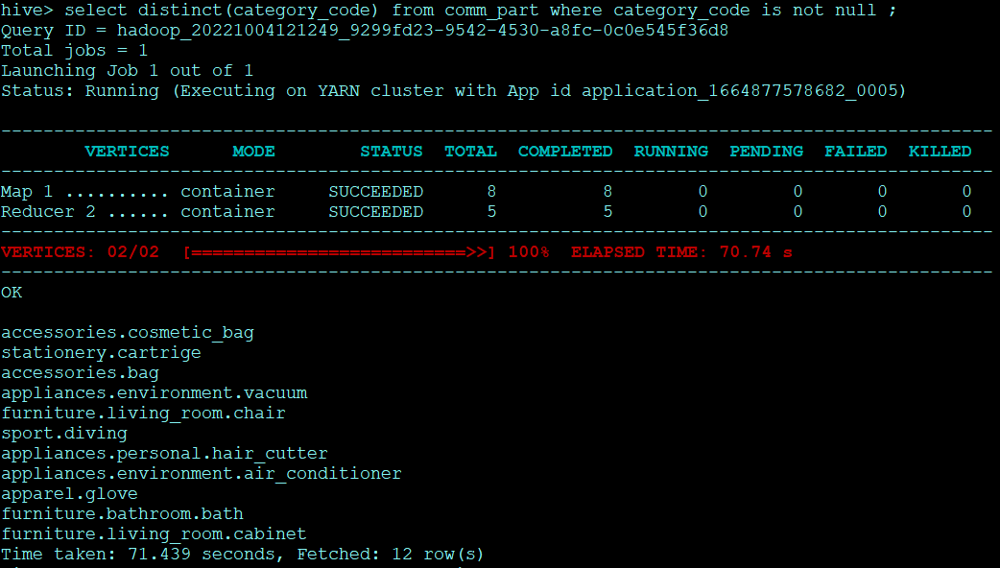 hive> select distinct(category_code) from comm_part where category_code is not null ;
Query ID = hadoop_20221004121249_9299fd23-9542-4530-a8fc-0c0e545f36d8
Total jobs = 1
Launching Job 1 out of 1
Status: Running (Executing on YARN cluster with App id application_1664877578682_0005)
----------------------------------------------------------------------------------------------
VERTICES MODE STATUS TOTAL COMPLETED RUNNING PENDING FAILED KILLED
----------------------------------------------------------------------------------------------
Map 1 .......... container SUCCEEDED 8 8 0 0 0 0
Reducer 2 ...... container SUCCEEDED 5 5 0 0 0 0
----------------------------------------------------------------------------------------------
VERTICES: 02/02 [==========================>>] 100% ELAPSED TIME: 70.74 s
----------------------------------------------------------------------------------------------
OK
accessories.cosmetic_bag
stationery.cartrige
accessories.bag
appliances.environment.vacuum
furniture.living_room.chair
sport.diving
appliances.personal.hair_cutter
appliances.environment.air_conditioner
apparel.glove
furniture.bathroom.bath
furniture.living_room.cabinet
Time taken: 71.439 seconds, Fetched: 12 row(s)